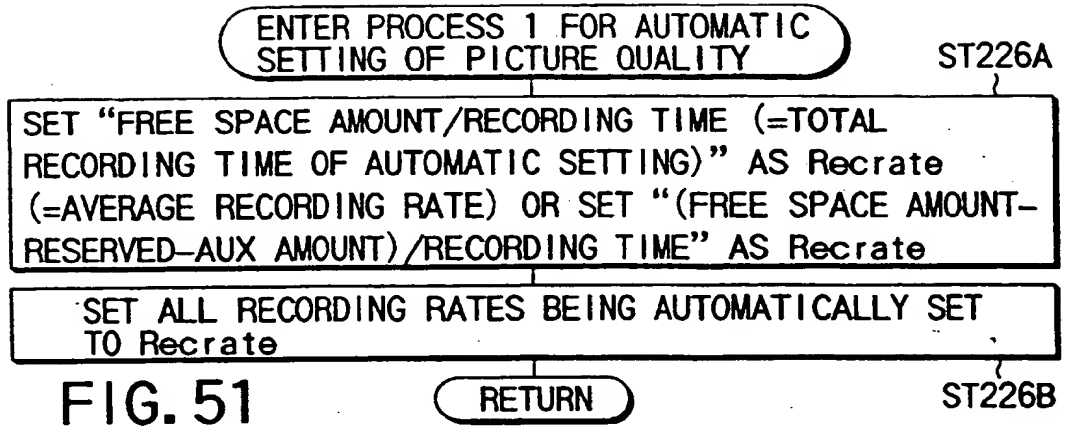 ENTER PROCESS 1 FOR AUTOMATIC
SETTING OF PICTURE QUALITY
ST226A
SET “FREE SPACE AMOUNT/RECORDING TIME (=TOTAL
RECORDING TIME OF AUTOMATIC SETTING)” AS Recrate
(=AVERAGE RECORDING RATE) OR SET “(FREE SPACE AMOUNT–
RESERVED–AUX AMOUNT)/RECORDING TIME” AS Recrate
SET ALL RECORDING RATES BEING AUTOMATICALLY SET
TO Recrate
FIG. 51
RETURN
ST226B